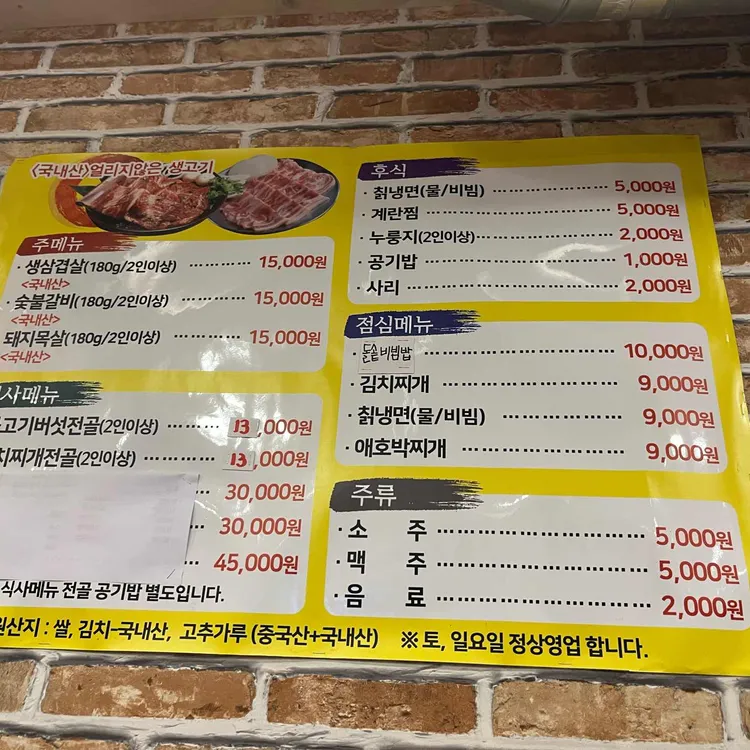 <국내산>얼리지않은 생고기
주메뉴
· 생삼겹살(180g/2인이상) ············ 15,000원
<국내산>
· 숯불갈비(180g/2인이상) ············ 15,000원
<국내산>
· 돼지목살(180g/2인이상) ············ 15,000원
<국내산>
사메뉴
고기버섯전골(2인이상) ········· 13,000원
치찌개전골(2인이상) ············ 13,000원
30,000원
30,000원
45,000원
식사메뉴 전골 공기밥 별도입니다.
후식
· 칡냉면(물/비빔) ············ 5,000원
· 계란찜 ············ 5,000원
· 누룽지(2인이상) ············ 2,000원
· 공기밥 ············ 1,000원
· 사리 ············ 2,000원
점심메뉴
돌솥비빔밥 ············ 10,000원
· 김치찌개 ············ 9,000원
· 칡냉면(물/비빔) ············ 9,000원
· 애호박찌개 ············ 9,000원
주류
· 소 주 ············ 5,000원
· 맥 주 ············ 5,000원
· 음 료 ············ 2,000원
원산지 : 쌀, 김치-국내산, 고추가루 (중국산+국내산) ※ 토, 일요일 정상영업 합니다.